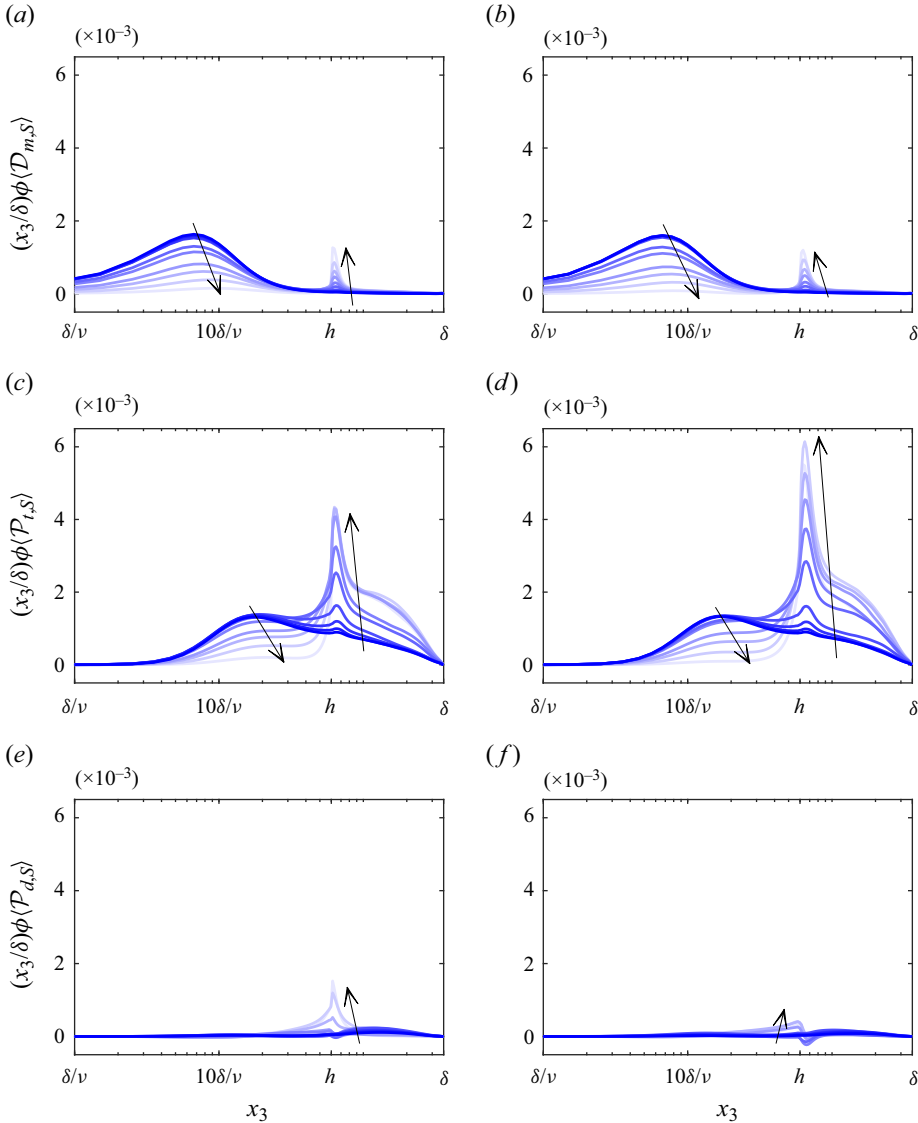 (a) (b)
(×10⁻³) (×10⁻³)
6 6
4 4
2 2
0 0
(x₃/δ)ϕ⟨𝒟ₘ,S⟩
δ/ν 10δ/ν h δ δ/ν 10δ/ν h δ
(c) (d)
(×10⁻³) (×10⁻³)
6 6
4 4
2 2
0 0
(x₃/δ)ϕ⟨𝒫ₜ,S⟩
δ/ν 10δ/ν h δ δ/ν 10δ/ν h δ
(e) (f)
(×10⁻³) (×10⁻³)
6 6
4 4
2 2
0 0
(x₃/δ)ϕ⟨𝒫d,S⟩
δ/ν 10δ/ν h δ δ/ν 10δ/ν h δ
x₃ x₃